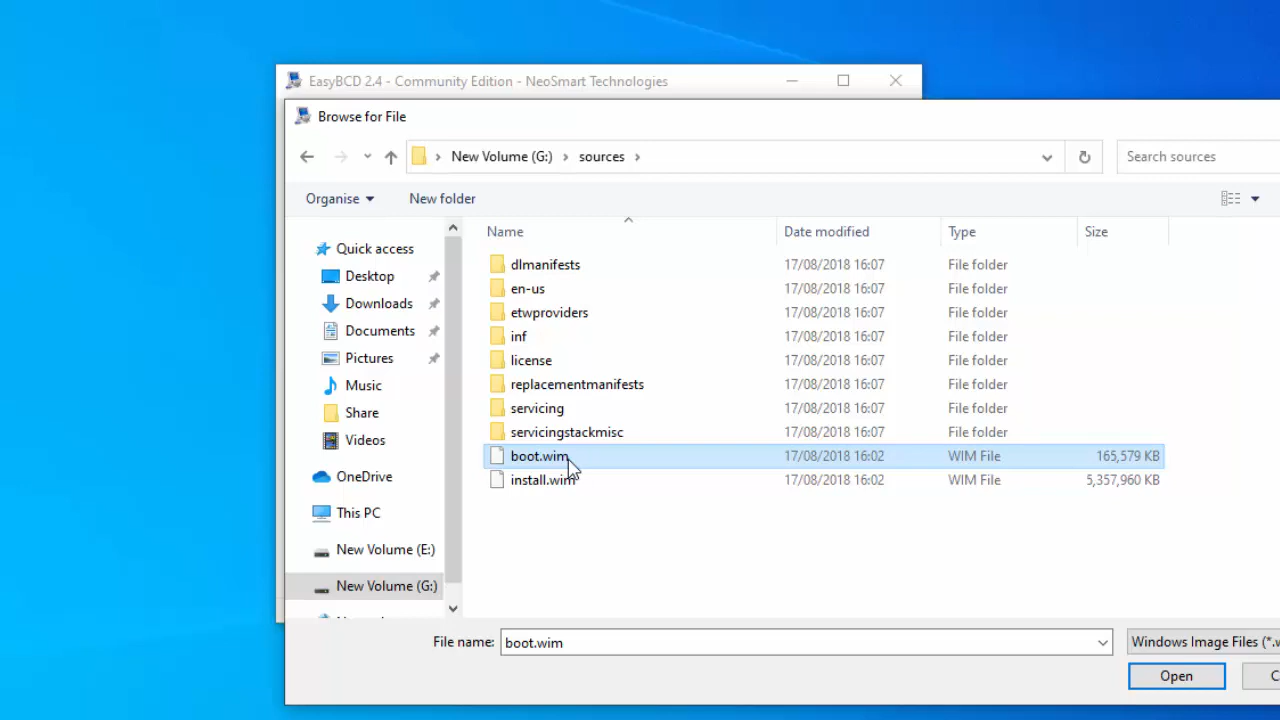 EasyBCD 2.4 - Community Edition - NeoSmart Technologies
Browse for File
New Volume (G:) sources
Search sources
Organise New folder
Name Date modified Type Size
Quick access
Desktop
Downloads
Documents
Pictures
Music
Share
Videos
OneDrive
This PC
New Volume (E:)
New Volume (G:)
dlmanifests 17/08/2018 16:07 File folder
en-us 17/08/2018 16:07 File folder
etwproviders 17/08/2018 16:07 File folder
inf 17/08/2018 16:07 File folder
license 17/08/2018 16:07 File folder
replacementmanifests 17/08/2018 16:07 File folder
servicing 17/08/2018 16:07 File folder
servicingstackmisc 17/08/2018 16:07 File folder
boot.wim 17/08/2018 16:02 WIM File 165,579 KB
install.wim 17/08/2018 16:02 WIM File 5,357,960 KB
File name: boot.wim Windows Image Files (*.w
Open